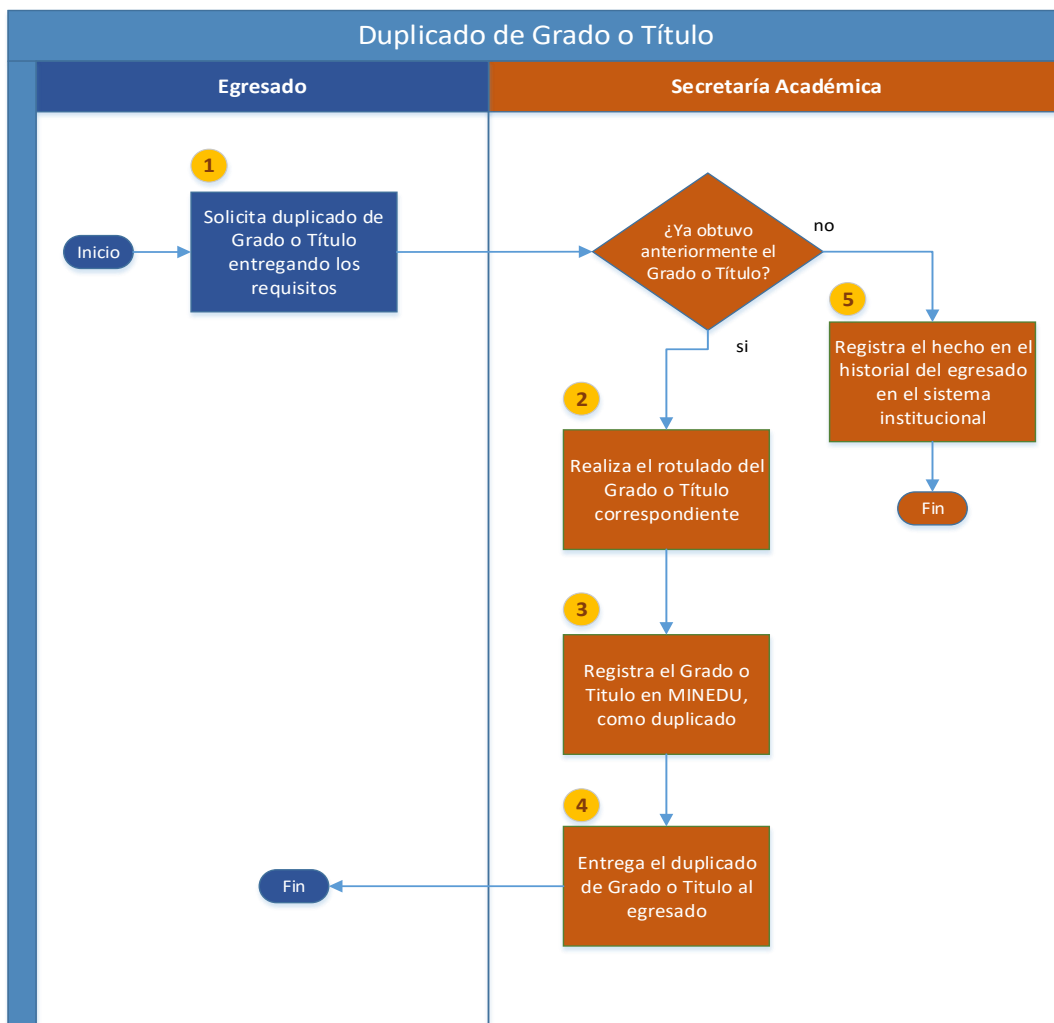 Duplicado de Grado o Título
Egresado
Secretaría Académica
1
Inicio
Solicita duplicado de
Grado o Título
entregando los
requisitos
¿Ya obtuvo
anteriormente el
Grado o Título?
no
si
5
Registra el hecho en el
historial del egresado
en el sistema
institucional
Fin
2
Realiza el rotulado del
Grado o Título
correspondiente
3
Registra el Grado o
Titulo en MINEDU,
como duplicado
4
Entrega el duplicado
de Grado o Titulo al
egresado
Fin